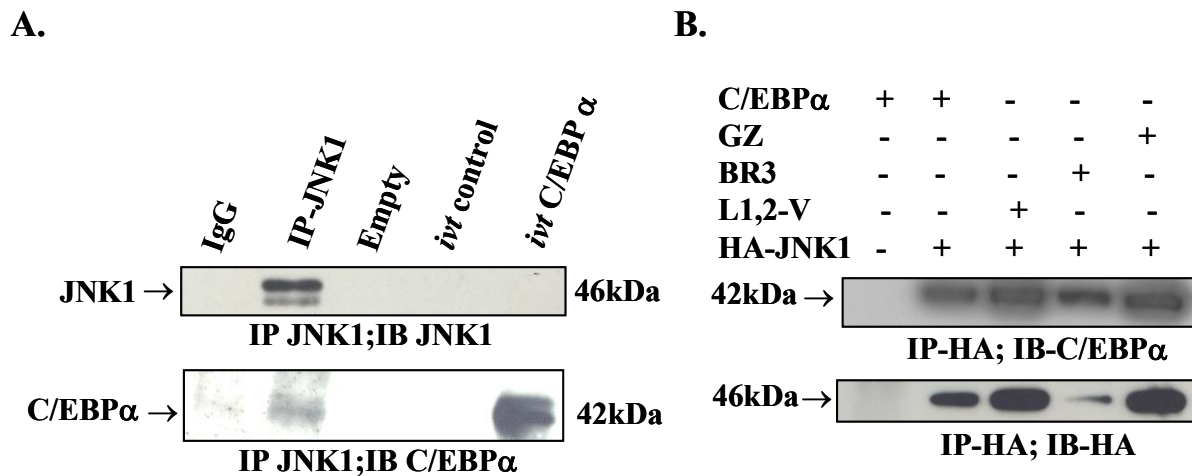 A.
IgG
IP-JNK1
Empty
ivt control
ivt C/EBP α
JNK1 → 46kDa
IP JNK1;IB JNK1
C/EBPα → 42kDa
IP JNK1;IB C/EBPα
B.
C/EBPα + + - - -
GZ - - - - +
BR3 - - - + -
L1,2-V - - + - -
HA-JNK1 - + + + +
42kDa →
IP-HA; IB-C/EBPα
46kDa →
IP-HA; IB-HA